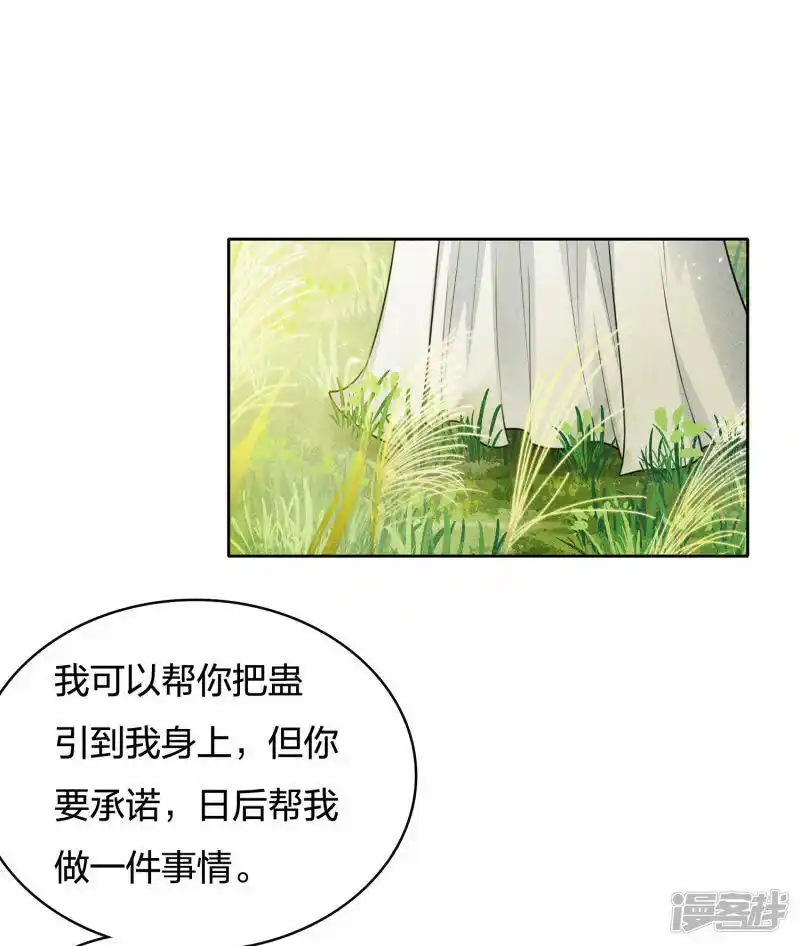 我可以帮你把蛊
引到我身上，但你
要承诺，日后帮我
做一件事情。
漫客栈